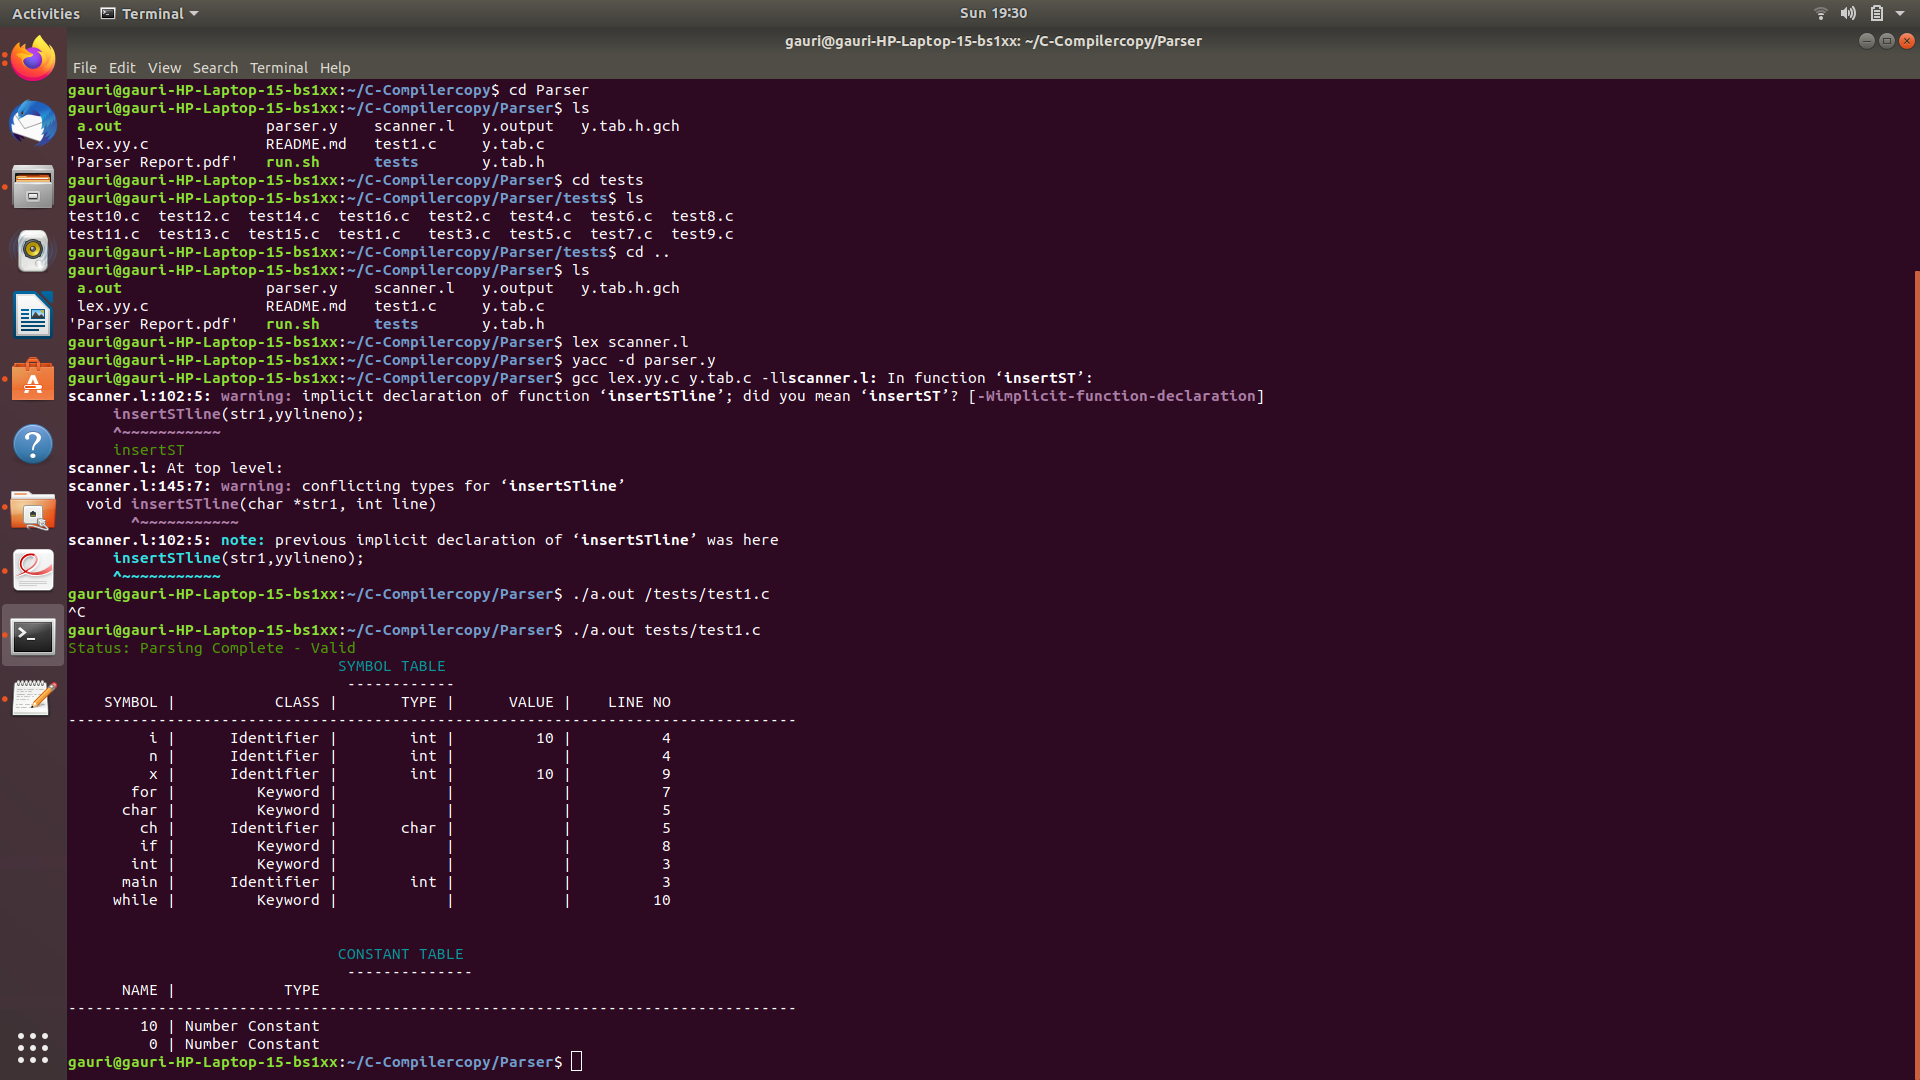 Activities Terminal Sun 19:30
gauri@gauri-HP-Laptop-15-bs1xx: ~/C-Compilercopy/Parser
File Edit View Search Terminal Help
gauri@gauri-HP-Laptop-15-bs1xx:~/C-Compilercopy$ cd Parser
gauri@gauri-HP-Laptop-15-bs1xx:~/C-Compilercopy/Parser$ ls
 a.out                parser.y    scanner.l   y.output   y.tab.h.gch
 lex.yy.c             README.md   test1.c     y.tab.c
'Parser Report.pdf'   run.sh      tests       y.tab.h
gauri@gauri-HP-Laptop-15-bs1xx:~/C-Compilercopy/Parser$ cd tests
gauri@gauri-HP-Laptop-15-bs1xx:~/C-Compilercopy/Parser/tests$ ls
test10.c  test12.c  test14.c  test16.c  test2.c  test4.c  test6.c  test8.c
test11.c  test13.c  test15.c  test1.c   test3.c  test5.c  test7.c  test9.c
gauri@gauri-HP-Laptop-15-bs1xx:~/C-Compilercopy/Parser/tests$ cd ..
gauri@gauri-HP-Laptop-15-bs1xx:~/C-Compilercopy/Parser$ ls
 a.out                parser.y    scanner.l   y.output   y.tab.h.gch
 lex.yy.c             README.md   test1.c     y.tab.c
'Parser Report.pdf'   run.sh      tests       y.tab.h
gauri@gauri-HP-Laptop-15-bs1xx:~/C-Compilercopy/Parser$ lex scanner.l
gauri@gauri-HP-Laptop-15-bs1xx:~/C-Compilercopy/Parser$ yacc -d parser.y
gauri@gauri-HP-Laptop-15-bs1xx:~/C-Compilercopy/Parser$ gcc lex.yy.c y.tab.c -llscanner.l: In function ‘insertST’:
scanner.l:102:5: warning: implicit declaration of function ‘insertSTline’; did you mean ‘insertST’? [-Wimplicit-function-declaration]
     insertSTline(str1,yylineno);
     ^~~~~~~~~~~~
     insertST
scanner.l: At top level:
scanner.l:145:7: warning: conflicting types for ‘insertSTline’
  void insertSTline(char *str1, int line)
       ^~~~~~~~~~~~
scanner.l:102:5: note: previous implicit declaration of ‘insertSTline’ was here
     insertSTline(str1,yylineno);
     ^~~~~~~~~~~~
gauri@gauri-HP-Laptop-15-bs1xx:~/C-Compilercopy/Parser$ ./a.out /tests/test1.c
^C
gauri@gauri-HP-Laptop-15-bs1xx:~/C-Compilercopy/Parser$ ./a.out tests/test1.c
Status: Parsing Complete - Valid
                              SYMBOL TABLE
                               ------------
    SYMBOL |           CLASS |       TYPE |      VALUE |    LINE NO
---------------------------------------------------------------------------------
         i |      Identifier |        int |         10 |          4
         n |      Identifier |        int |            |          4
         x |      Identifier |        int |         10 |          9
       for |         Keyword |            |            |          7
      char |         Keyword |            |            |          5
        ch |      Identifier |       char |            |          5
        if |         Keyword |            |            |          8
       int |         Keyword |            |            |          3
      main |      Identifier |        int |            |          3
     while |         Keyword |            |            |         10
                              CONSTANT TABLE
                               --------------
      NAME |            TYPE
---------------------------------------------------------------------------------
        10 | Number Constant
         0 | Number Constant
gauri@gauri-HP-Laptop-15-bs1xx:~/C-Compilercopy/Parser$